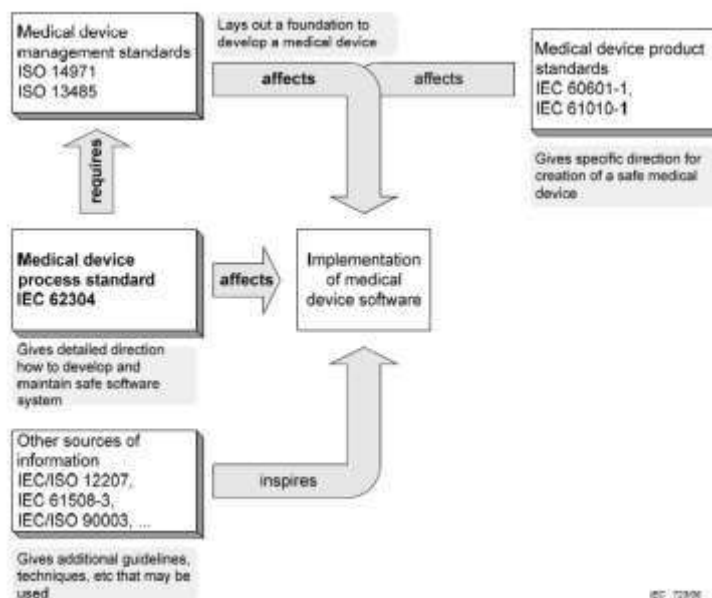 Medical device
management standards
ISO 14971
ISO 13485
Lays out a foundation to
develop a medical device
affects
affects
Medical device product
standards
IEC 60601-1,
IEC 61010-1
Gives specific direction for
creation of a safe medical
device
requires
Medical device
process standard
IEC 62304
affects
Implementation
of medical
device software
Gives detailed direction
how to develop and
maintain safe software
system
Other sources of
information
IEC/ISO 12207,
IEC 61508-3,
IEC/ISO 90003, ...
inspires
Gives additional guidelines,
techniques, etc that may be
used
IEC